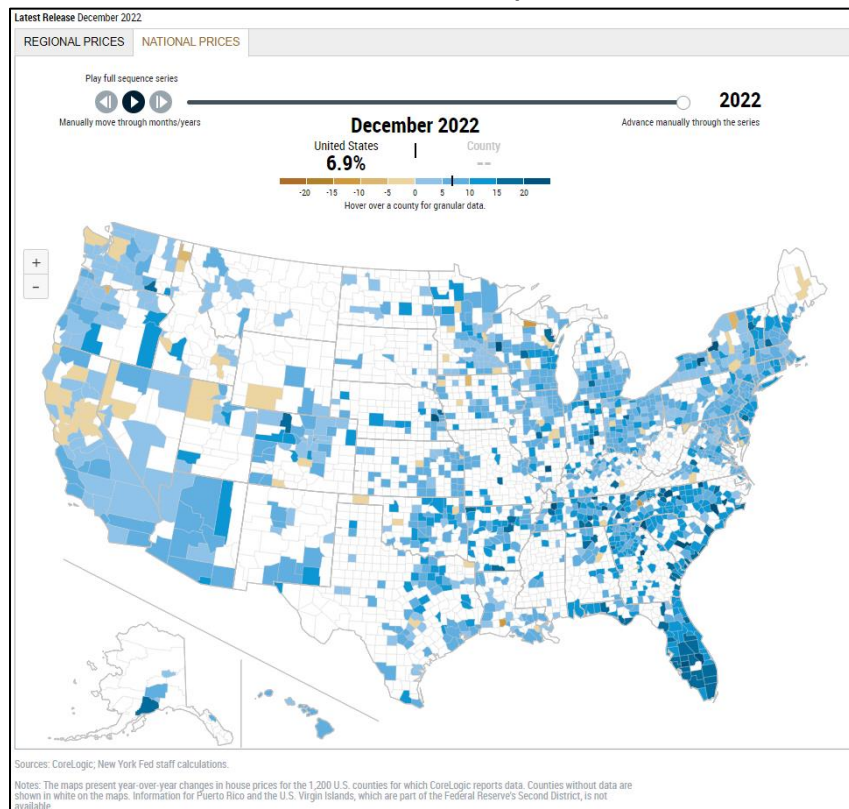 Latest Release December 2022
REGIONAL PRICES NATIONAL PRICES
Play full sequence series
Manually move through months/years
2022
Advance manually through the series
December 2022
United States
6.9%
County
--
-20 -15 -10 -5 0 5 10 15 20
Hover over a county for granular data.
+
-
Sources: CoreLogic; New York Fed staff calculations.
Notes: The maps present year-over-year changes in house prices for the 1,200 U.S. counties for which CoreLogic reports data. Counties without data are
shown in white on the maps. Information for Puerto Rico and the U.S. Virgin Islands, which are part of the Federal Reserve's Second District, is not
available